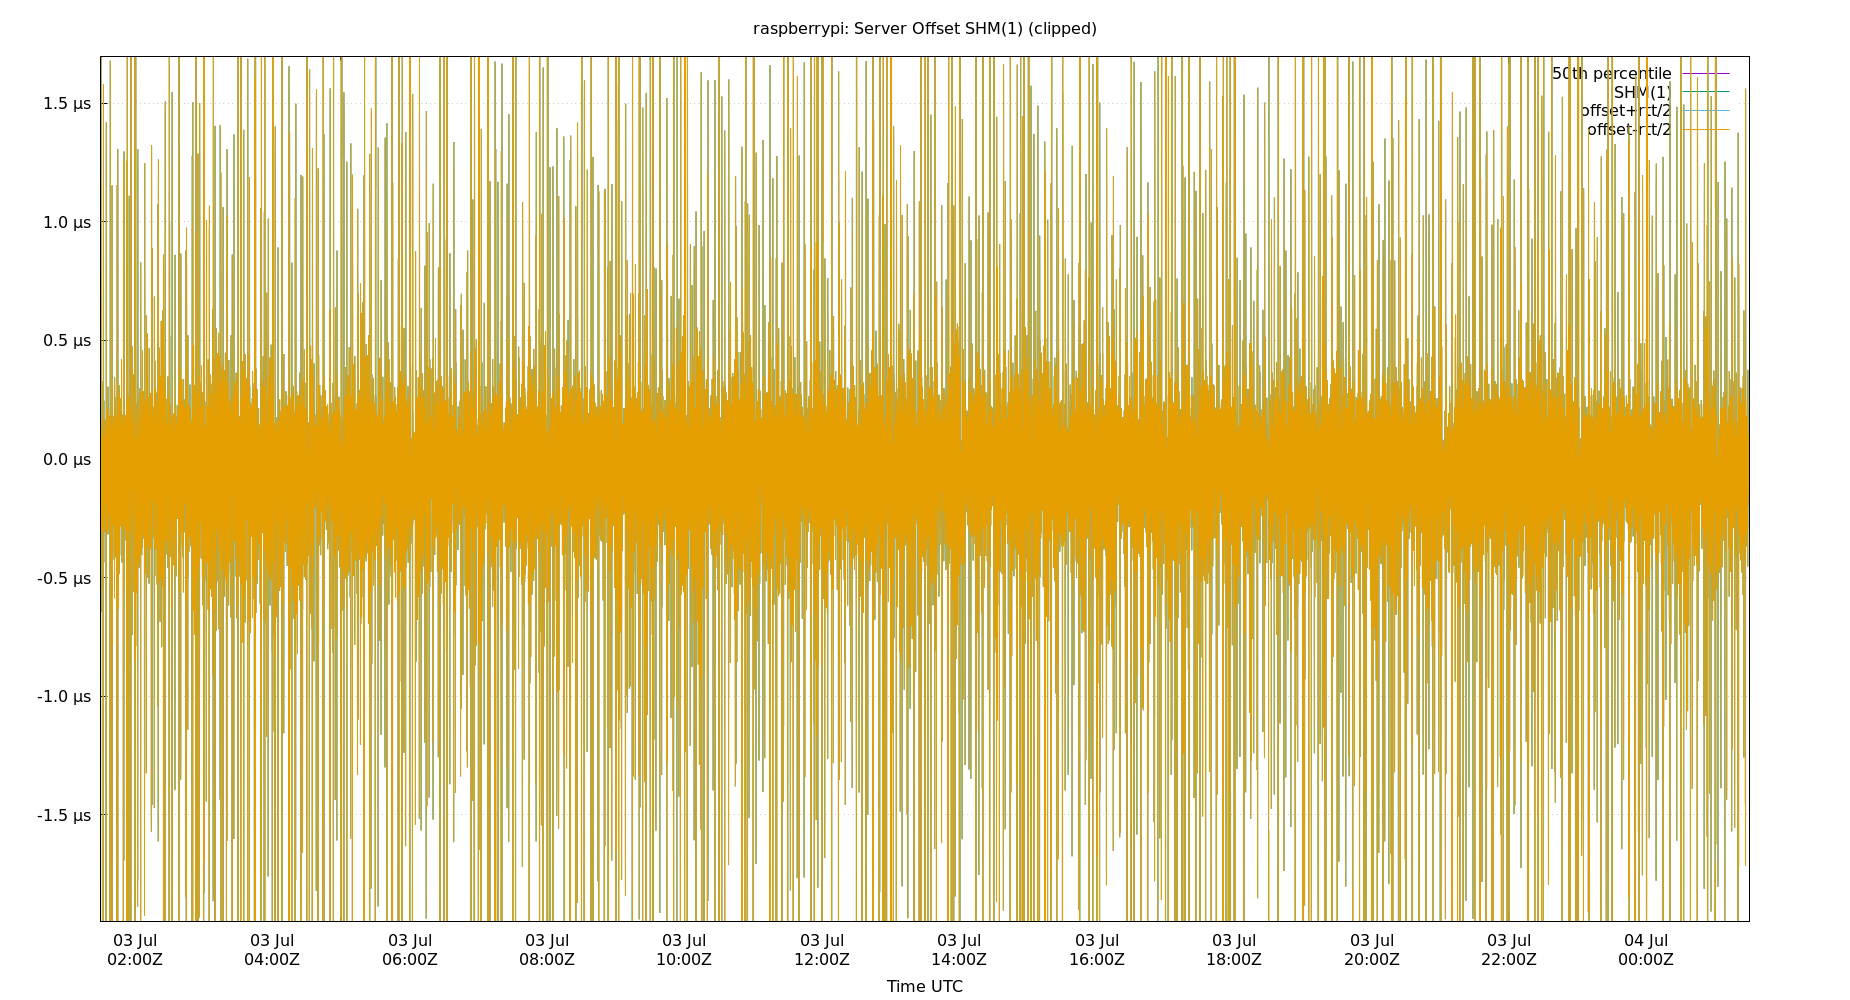 raspberrypi: Server Offset SHM(1) (clipped)
50th percentile
SHM(1)
offset+rtt/2
offset-rtt/2
1.5 µs
1.0 µs
0.5 µs
0.0 µs
-0.5 µs
-1.0 µs
-1.5 µs
03 Jul 03 Jul 03 Jul 03 Jul 03 Jul 03 Jul 03 Jul 03 Jul 03 Jul 03 Jul 03 Jul 04 Jul
02:00Z 04:00Z 06:00Z 08:00Z 10:00Z 12:00Z 14:00Z 16:00Z 18:00Z 20:00Z 22:00Z 00:00Z
Time UTC